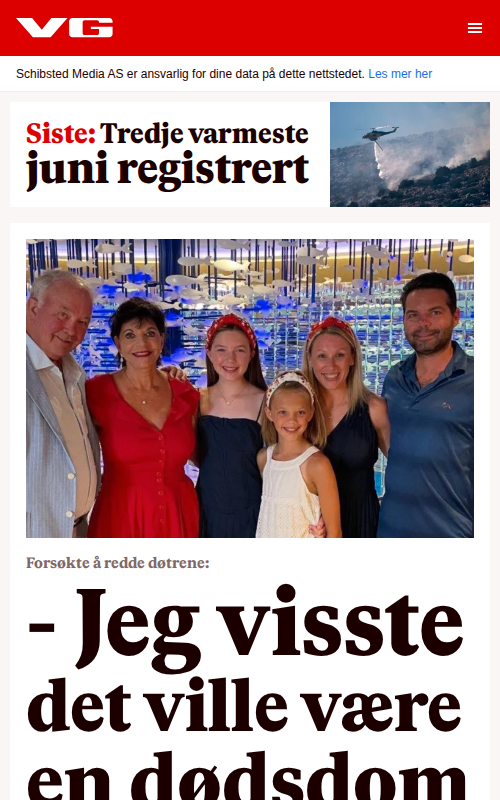 VG
Schibsted Media AS er ansvarlig for dine data på dette nettstedet. Les mer her
Siste: Tredje varmeste
juni registrert
Forsøkte å redde døtrene:
- Jeg visste
det ville være
en dødsdom